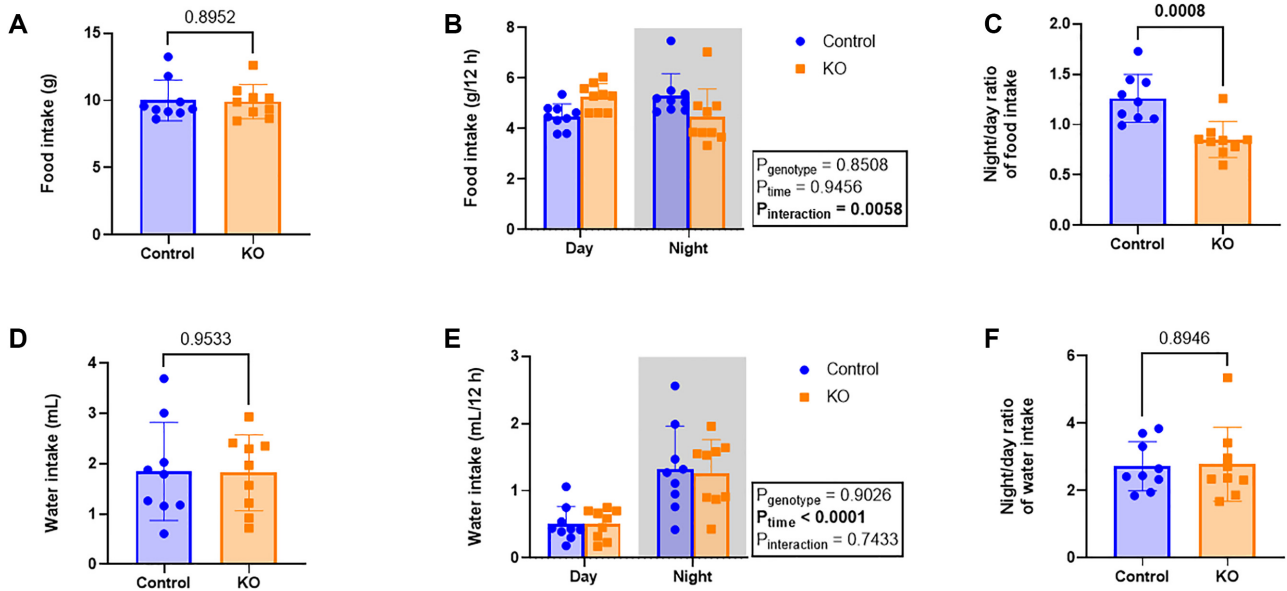 A
0.8952
Food intake (g)
15
10
5
0
Control
KO
B
Food intake (g/12 h)
8
6
4
2
0
Day
Night
Control
KO
Pgenotype = 0.8508
Ptime = 0.9456
Pinteraction = 0.0058
C
0.0008
Night/day ratio
of food intake
2.0
1.5
1.0
0.5
0.0
Control
KO
D
0.9533
Water intake (mL)
4
3
2
1
0
Control
KO
E
Water intake (mL/12 h)
3
2
1
0
Day
Night
Control
KO
Pgenotype = 0.9026
Ptime < 0.0001
Pinteraction = 0.7433
F
0.8946
Night/day ratio
of water intake
6
4
2
0
Control
KO